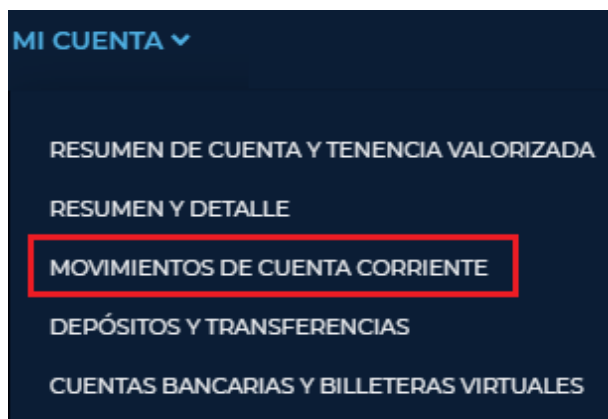 MI CUENTA
RESUMEN DE CUENTA Y TENENCIA VALORIZADA
RESUMEN Y DETALLE
MOVIMIENTOS DE CUENTA CORRIENTE
DEPÓSITOS Y TRANSFERENCIAS
CUENTAS BANCARIAS Y BILLETERAS VIRTUALES